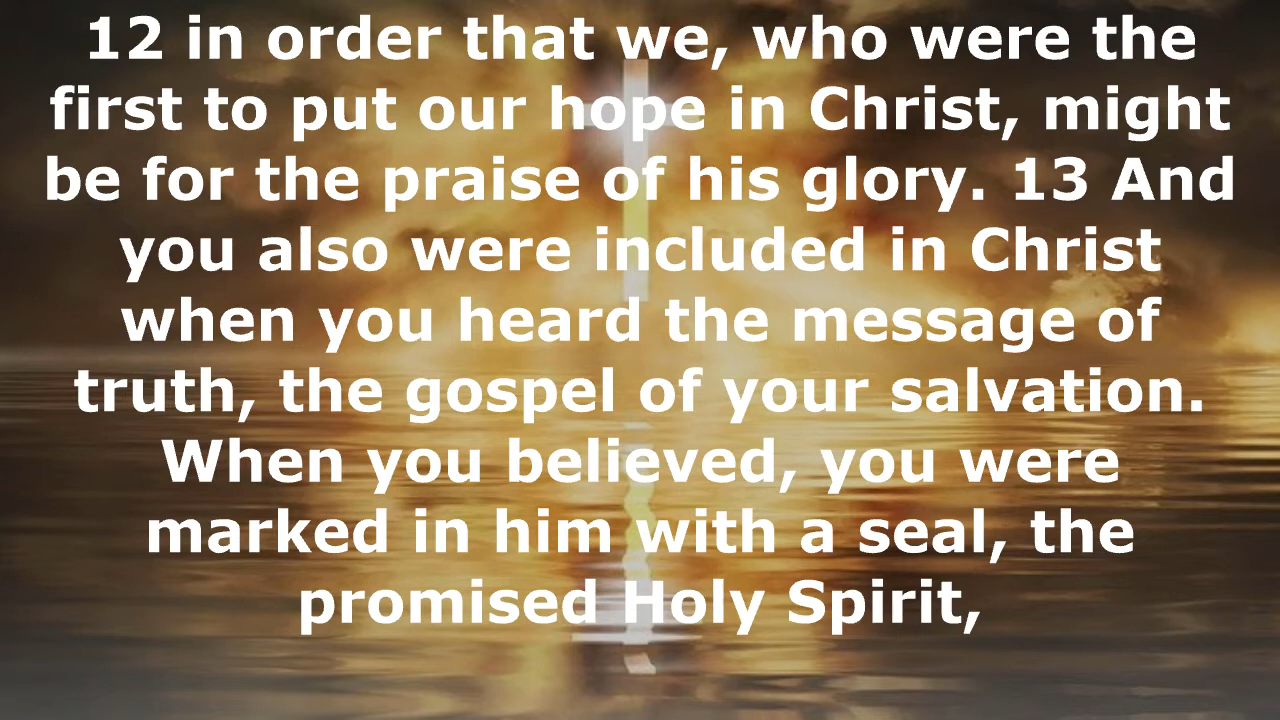 12 in order that we, who were the
first to put our hope in Christ, might
be for the praise of his glory. 13 And
you also were included in Christ
when you heard the message of
truth, the gospel of your salvation.
When you believed, you were
marked in him with a seal, the
promised Holy Spirit,